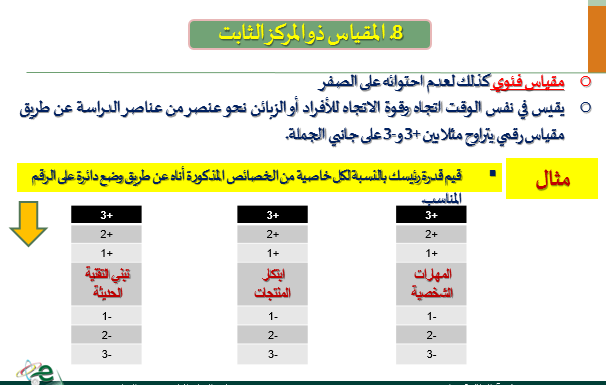 8. المقياس ذو المركز الثابت
مقياس فئوي كذلك لعدم احتوائه على الصفر
يقيس في نفس الوقت اتجاه وقوة الاتجاه للأفراد أو الزبائن نحو عنصر من عناصر الدراسة عن طريق
مقياس رقمي يتراوح مثلا بين +3 و-3 على جانبي الجملة.
مثال
قيم قدرة رئيسك بالنسبة لكل خاصية من الخصائص المذكورة أناه عن طريق وضع دائرة على الرقم
المناسب.
+3 +3 +3
+2 +2 +2
+1 +1 +1
المهارات ابتكار تبني التقنية
الشخصية المنتجات الحديثة
-1 -1 -1
-2 -2 -2
-3 -3 -3
e